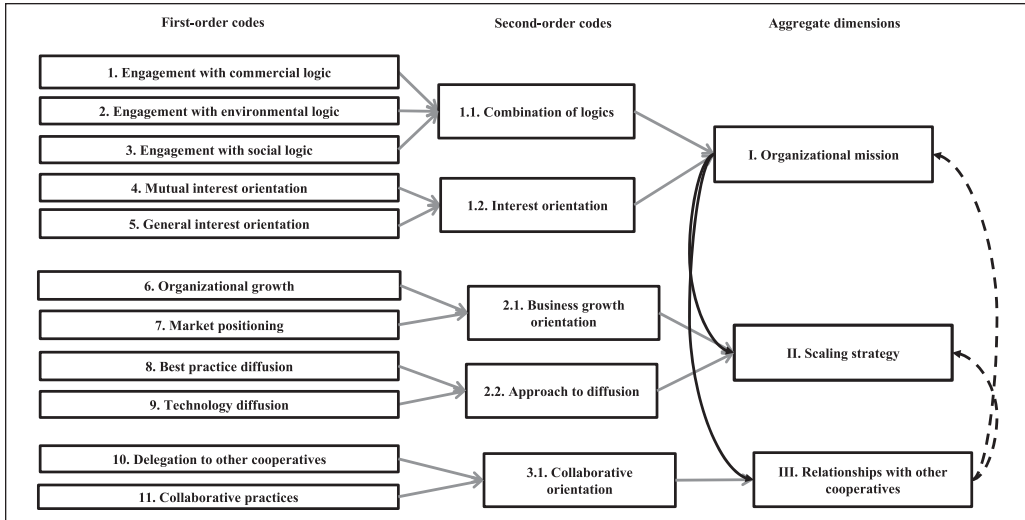 First-order codes
Second-order codes
Aggregate dimensions
1. Engagement with commercial logic
2. Engagement with environmental logic
3. Engagement with social logic
4. Mutual interest orientation
5. General interest orientation
1.1. Combination of logics
1.2. Interest orientation
I. Organizational mission
6. Organizational growth
7. Market positioning
8. Best practice diffusion
9. Technology diffusion
2.1. Business growth
orientation
2.2. Approach to diffusion
II. Scaling strategy
10. Delegation to other cooperatives
11. Collaborative practices
3.1. Collaborative
orientation
III. Relationships with other
cooperatives